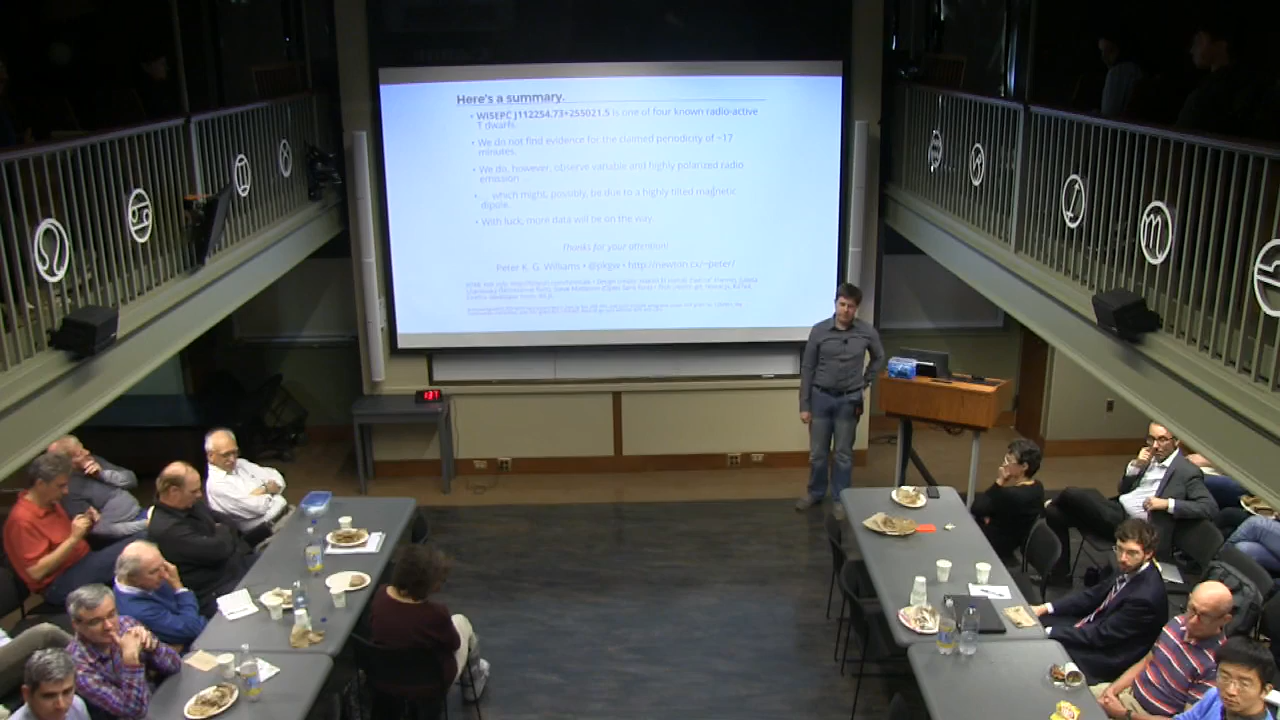 Here's a summary.
• WISEPC J112254.73+255021.5 is one of four known radio-active
T dwarfs.
• We do not find evidence for the claimed periodicity of ~17
minutes.
• We do, however, observe variable and highly polarized radio
emission ...
• ... which might, possibly, be due to a highly tilted magnetic
dipole.
• With luck, more data will be on the way.
Thanks for your attention!
Peter K. G. Williams • @pkgw • http://newton.cx/~peter/